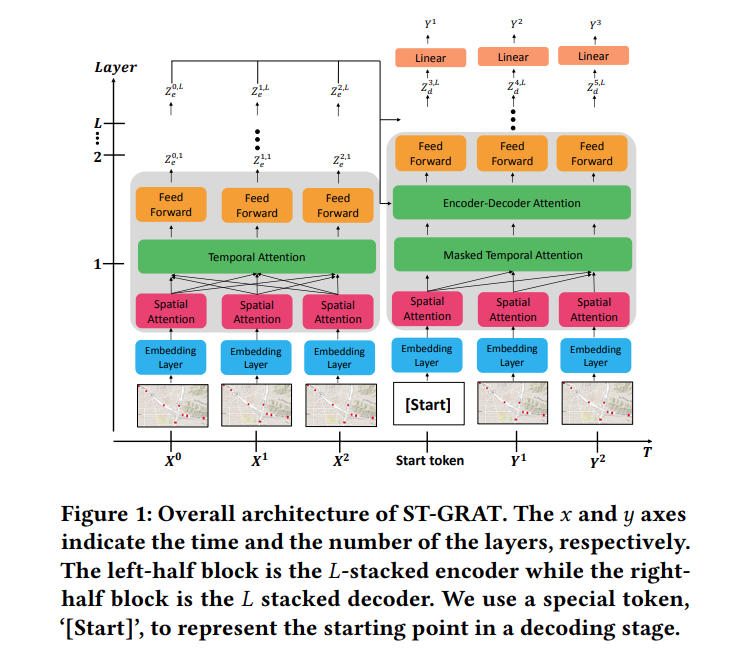 Y^1 Y^2 Y^3
Linear Linear Linear
Layer
Z_e^{0,L} Z_e^{1,L} Z_e^{2,L} Z_d^{3,L} Z_d^{4,L} Z_d^{5,L}
L
2
Z_e^{0,1} Z_e^{1,1} Z_e^{2,1}
Feed Forward Feed Forward Feed Forward
Feed Forward Feed Forward Feed Forward
Encoder-Decoder Attention
Temporal Attention
Masked Temporal Attention
1
Spatial Attention Spatial Attention Spatial Attention
Spatial Attention Spatial Attention Spatial Attention
Embedding Layer Embedding Layer Embedding Layer
Embedding Layer Embedding Layer Embedding Layer
[Start]
X^0 X^1 X^2 Start token Y^1 Y^2 T
Figure 1: Overall architecture of ST-GRAT. The x and y axes
indicate the time and the number of the layers, respectively.
The left-half block is the L-stacked encoder while the right-
half block is the L stacked decoder. We use a special token,
‘[Start]’, to represent the starting point in a decoding stage.